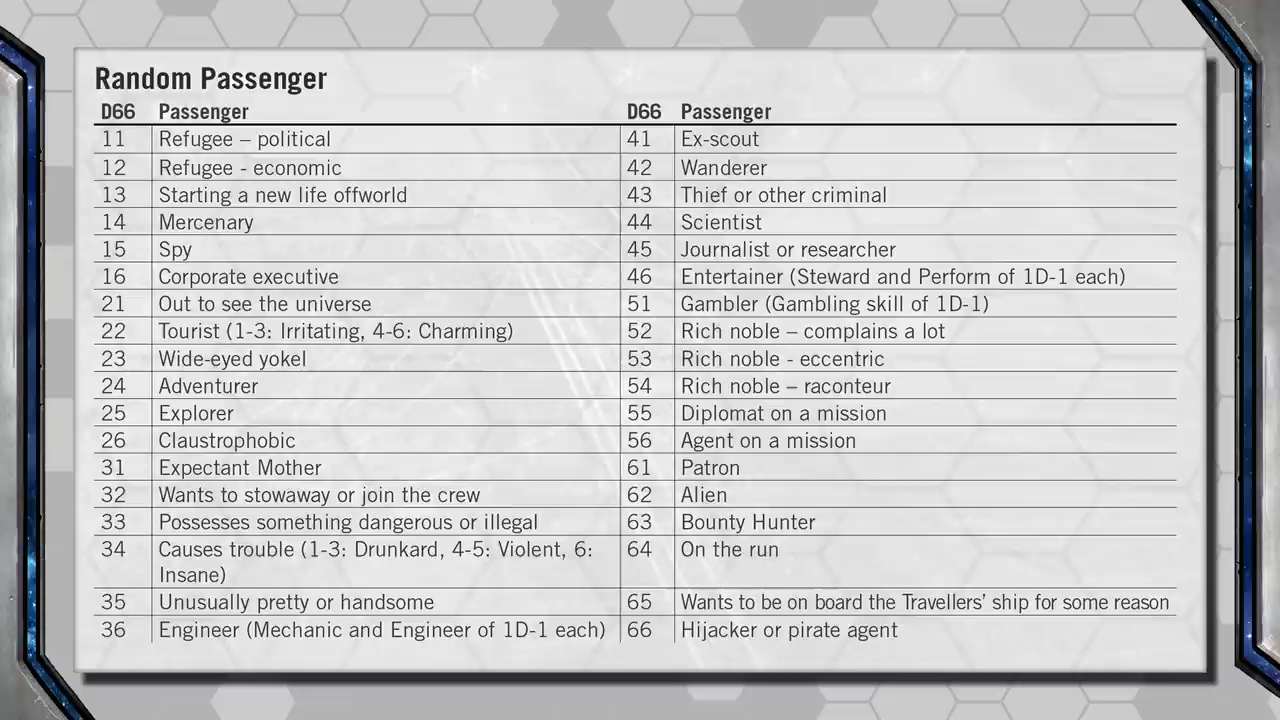 Random Passenger
D66 Passenger
11 Refugee – political
12 Refugee - economic
13 Starting a new life offworld
14 Mercenary
15 Spy
16 Corporate executive
21 Out to see the universe
22 Tourist (1-3: Irritating, 4-6: Charming)
23 Wide-eyed yokel
24 Adventurer
25 Explorer
26 Claustrophobic
31 Expectant Mother
32 Wants to stowaway or join the crew
33 Possesses something dangerous or illegal
34 Causes trouble (1-3: Drunkard, 4-5: Violent, 6:
Insane)
35 Unusually pretty or handsome
36 Engineer (Mechanic and Engineer of 1D-1 each)
D66 Passenger
41 Ex-scout
42 Wanderer
43 Thief or other criminal
44 Scientist
45 Journalist or researcher
46 Entertainer (Steward and Perform of 1D-1 each)
51 Gambler (Gambling skill of 1D-1)
52 Rich noble – complains a lot
53 Rich noble - eccentric
54 Rich noble – raconteur
55 Diplomat on a mission
56 Agent on a mission
61 Patron
62 Alien
63 Bounty Hunter
64 On the run
65 Wants to be on board the Travellers’ ship for some reason
66 Hijacker or pirate agent